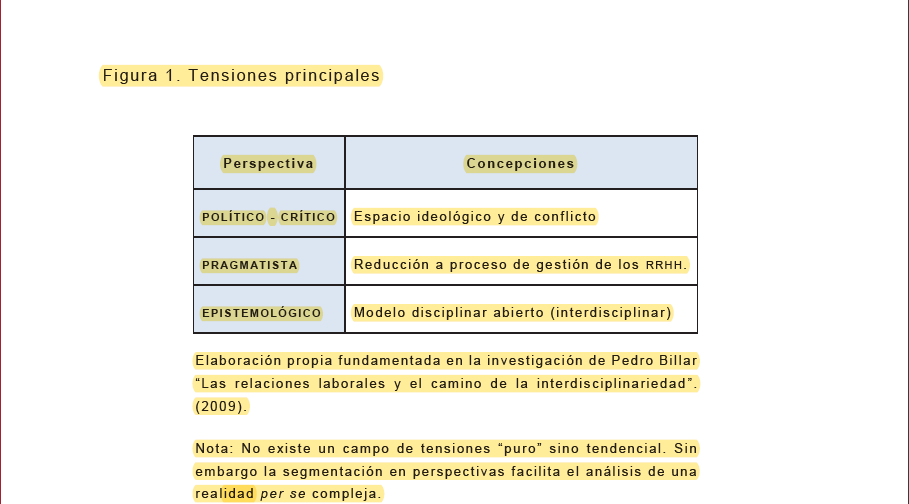 Figura 1. Tensiones principales
Perspectiva Concepciones
POLÍTICO - CRÍTICO Espacio ideológico y de conflicto
PRAGMATISTA Reducción a proceso de gestión de los RRHH.
EPISTEMOLÓGICO Modelo disciplinar abierto (interdisciplinar)
Elaboración propia fundamentada en la investigación de Pedro Billar
“Las relaciones laborales y el camino de la interdisciplinariedad”.
(2009).
Nota: No existe un campo de tensiones “puro” sino tendencial. Sin
embargo la segmentación en perspectivas facilita el análisis de una
realidad per se compleja.